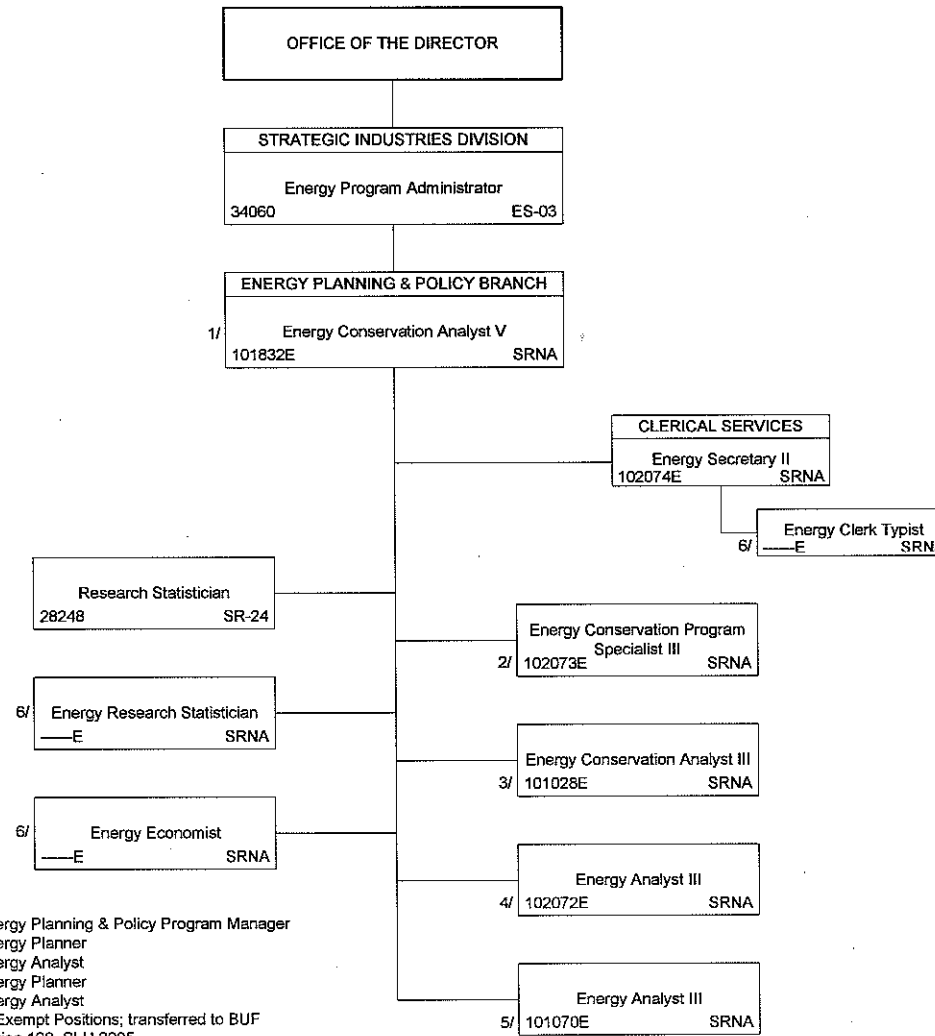 OFFICE OF THE DIRECTOR
STRATEGIC INDUSTRIES DIVISION
Energy Program Administrator
34060 ES-03
ENERGY PLANNING & POLICY BRANCH
1/ Energy Conservation Analyst V
101832E SRNA
CLERICAL SERVICES
Energy Secretary II
102074E SRNA
Energy Clerk Typist
6/ -----E SRN
Research Statistician
28248 SR-24
Energy Conservation Program
Specialist III
2/ 102073E SRNA
6/ Energy Research Statistician
-----E SRNA
Energy Conservation Analyst III
3/ 101028E SRNA
6/ Energy Economist
-----E SRNA
Energy Analyst III
4/ 102072E SRNA
Energy Analyst III
5/ 101070E SRNA
ergy Planning & Policy Program Manager
ergy Planner
ergy Analyst
ergy Planner
ergy Analyst
Exempt Positions; transferred to BUF